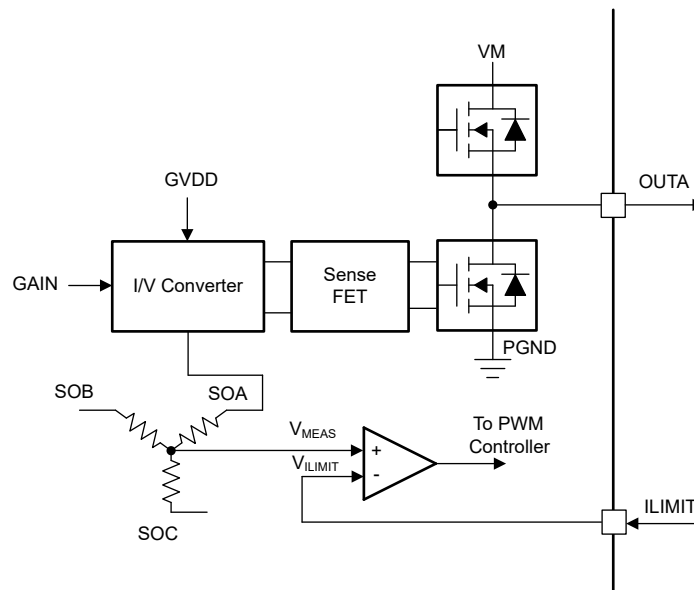 VM
OUTA
GVDD
GAIN
I/V Converter
Sense
FET
PGND
SOB
SOA
SOC
VMEAS
VILIMIT
+
-
To PWM
Controller
ILIMIT